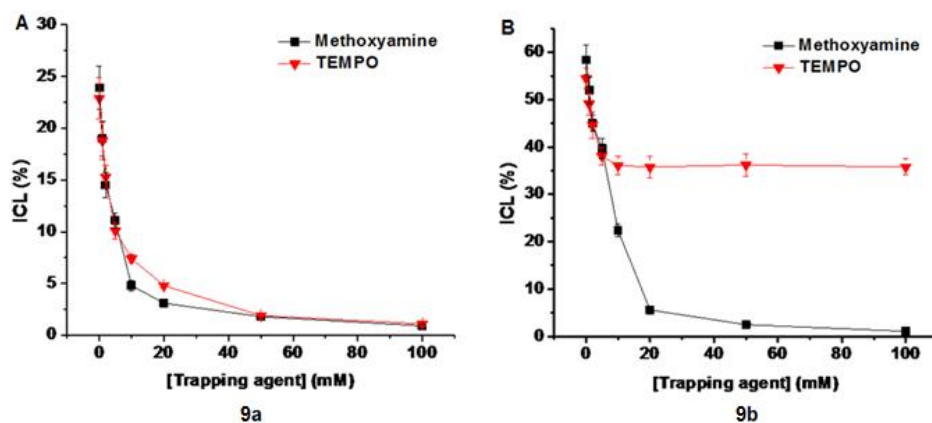 A
30
25
20
15
10
5
0
ICL (%)
Methoxyamine
TEMPO
0 20 40 60 80 100
[Trapping agent] (mM)
9a
B
60
50
40
30
20
10
0
ICL (%)
Methoxyamine
TEMPO
0 20 40 60 80 100
[Trapping agent] (mM)
9b